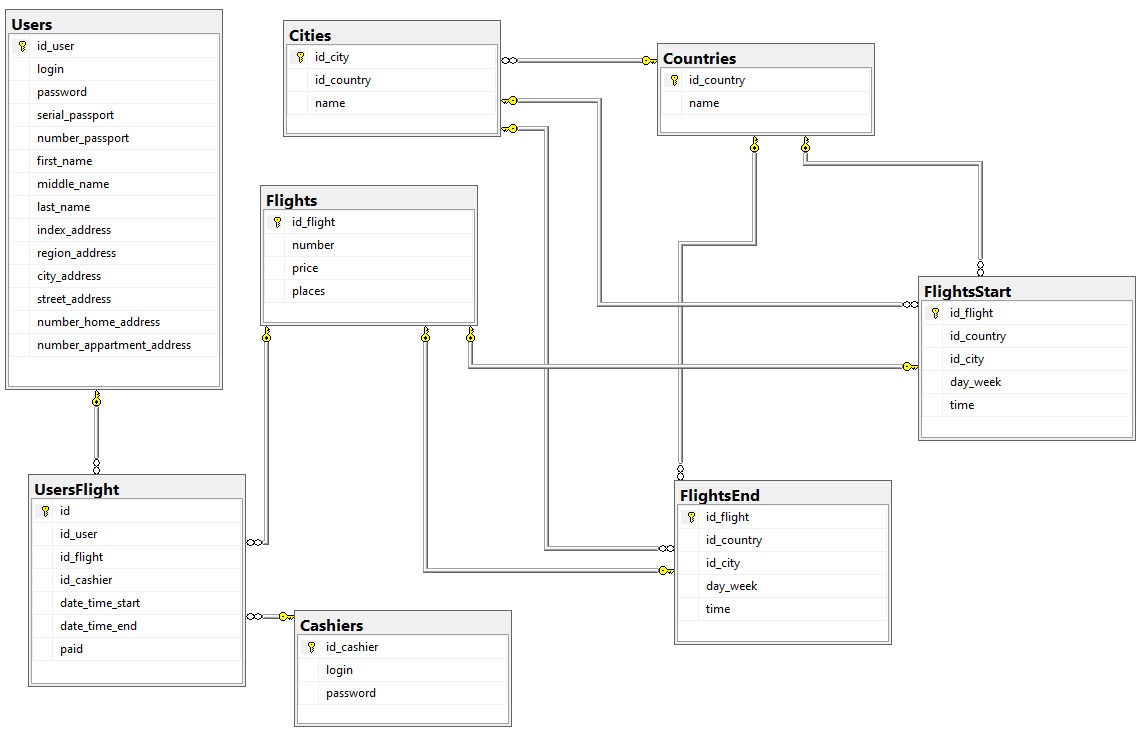 Users
id_user
login
password
serial_passport
number_passport
first_name
middle_name
last_name
index_address
region_address
city_address
street_address
number_home_address
number_appartment_address
Cities
id_city
id_country
name
Countries
id_country
name
Flights
id_flight
number
price
places
FlightsStart
id_flight
id_country
id_city
day_week
time
UsersFlight
id
id_user
id_flight
id_cashier
date_time_start
date_time_end
paid
FlightsEnd
id_flight
id_country
id_city
day_week
time
Cashiers
id_cashier
login
password